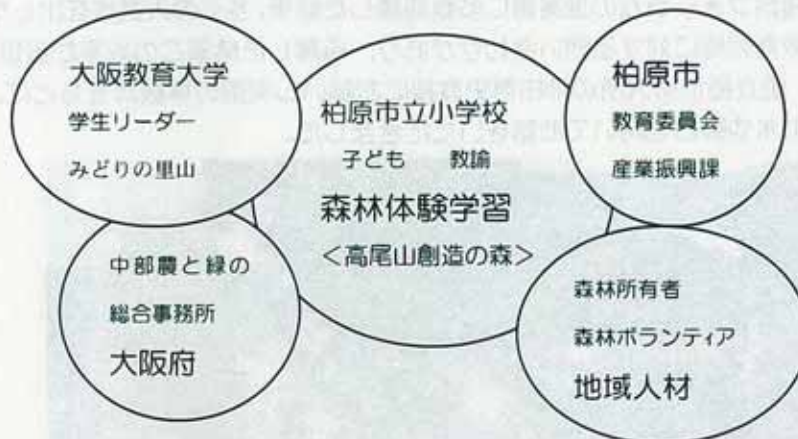 大阪教育大学
学生リーダー
みどりの里山
柏原市立小学校
子ども 教諭
森林体験学習
＜高尾山創造の森＞
柏原市
教育委員会
産業振興課
中部農と緑の
総合事務所
大阪府
森林所有者
森林ボランティア
地域人材